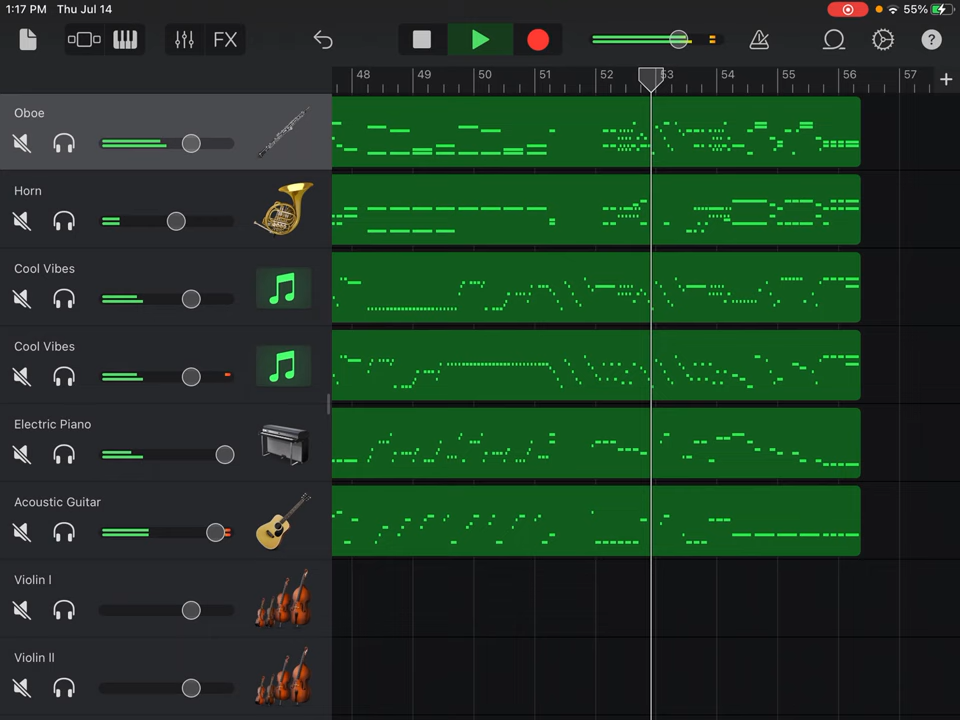 1:17 PM Thu Jul 14
55%
FX
?
48 49 50 51 52 53 54 55 56 57 +
Oboe
Horn
Cool Vibes
Cool Vibes
Electric Piano
Acoustic Guitar
Violin I
Violin II